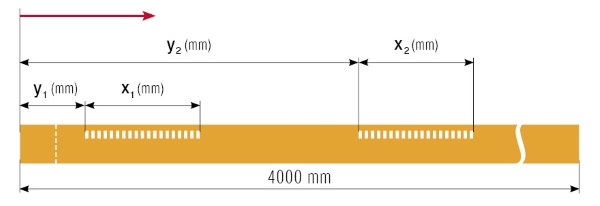 y₂ (mm) x₂ (mm)
y₁ (mm) x₁ (mm)
4000 mm